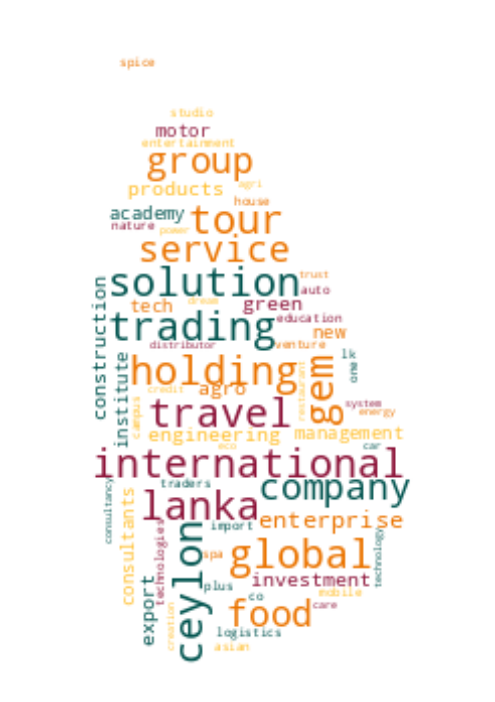 spice
studio
motor
entertainment
group
products
agri
house
academy
tour
nature
power
service
solution
trust
auto
construction
tech
dream
green
trading
education
new
distributor
venture
institute
holding
gem
lk
one
credit
agro
restaurant
campus
travel
system
energy
engineering
management
eco
car
international
consultancy
traders
company
consultants
lanka
import
enterprise
technologies
ceylon
technology
spa
global
export
plus
investment
co
mobile
creation
food
care
logistics
asian